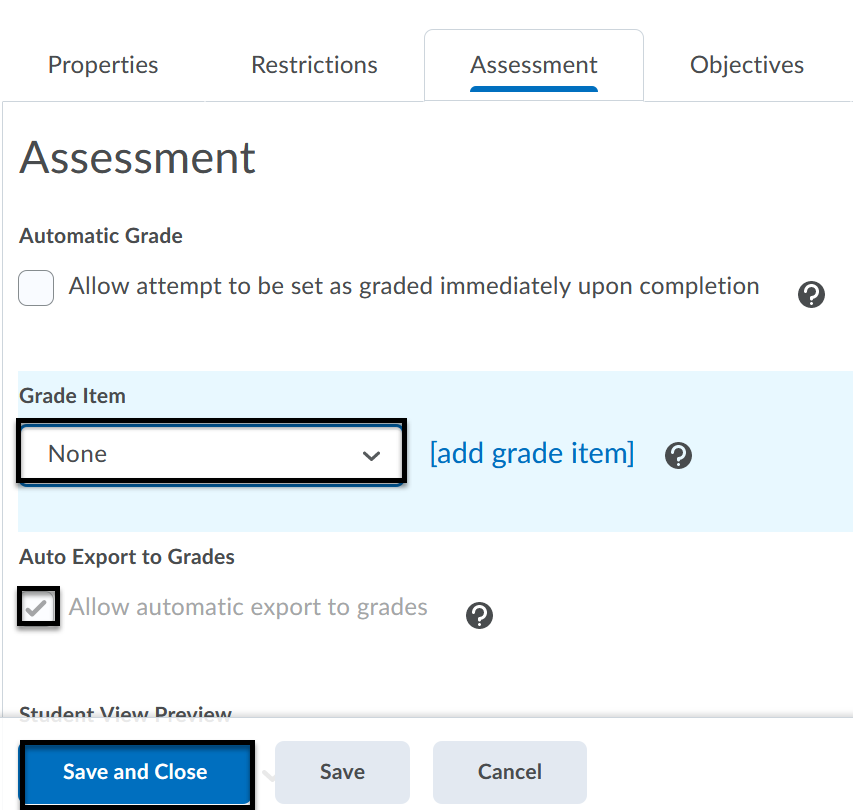 Properties Restrictions Assessment Objectives
Assessment
Automatic Grade
Allow attempt to be set as graded immediately upon completion
Grade Item
None [add grade item]
Auto Export to Grades
Allow automatic export to grades
Student View Preview
Save and Close Save Cancel